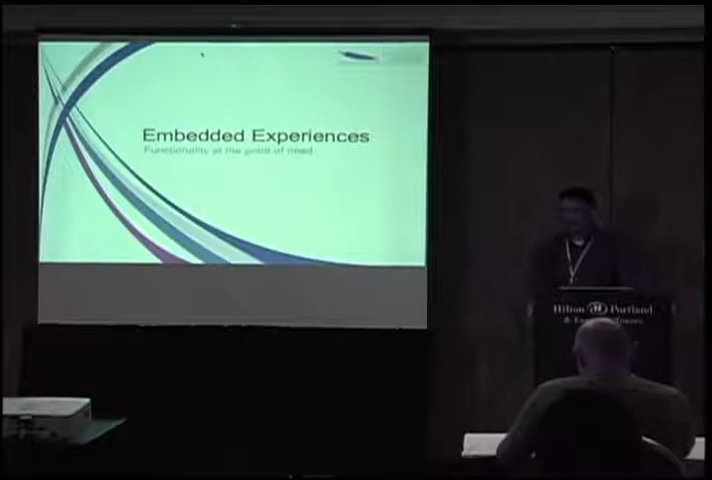 Embedded Experiences
Functionality at the point of need
Hilton Portland
&